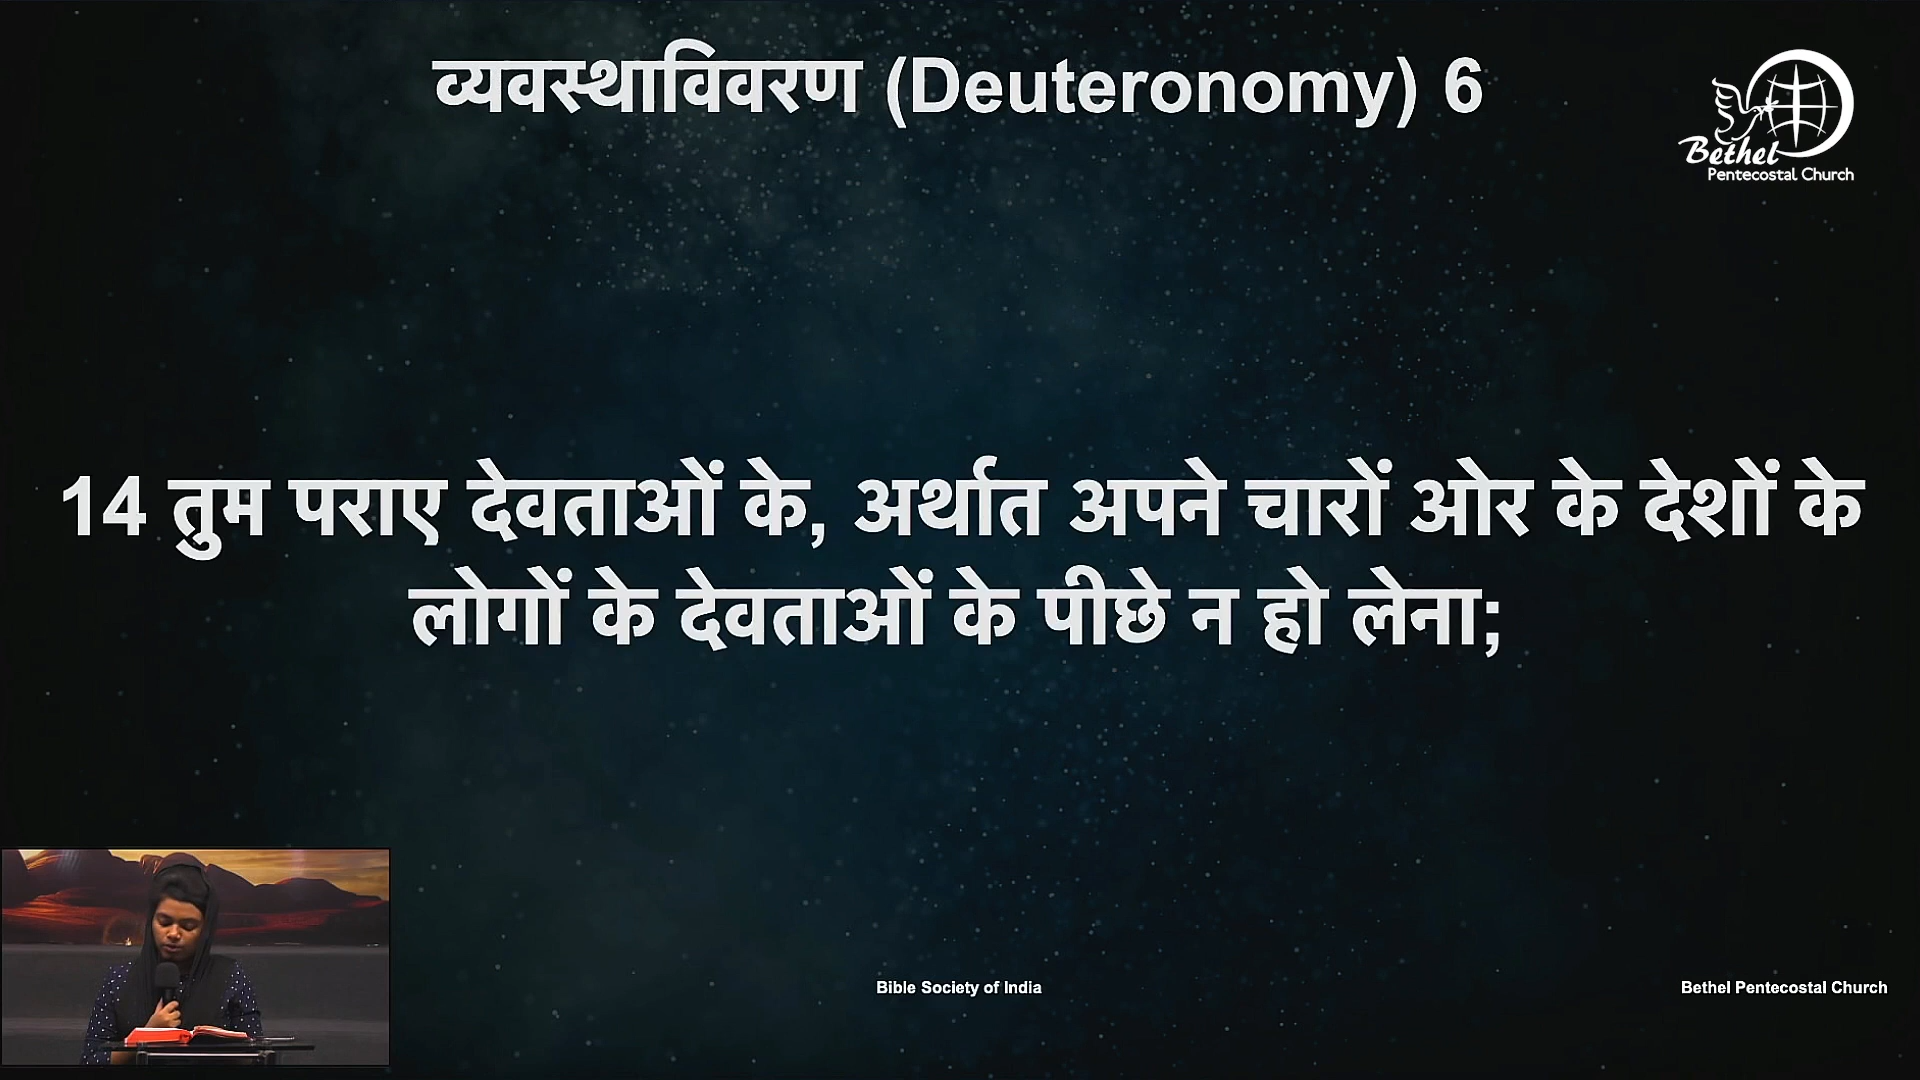 व्यवस्थाविवरण (Deuteronomy) 6
Bethel
Pentecostal Church
14 तुम पराए देवताओं के, अर्थात अपने चारों ओर के देशों के
लोगों के देवताओं के पीछे न हो लेना;
Bible Society of India
Bethel Pentecostal Church